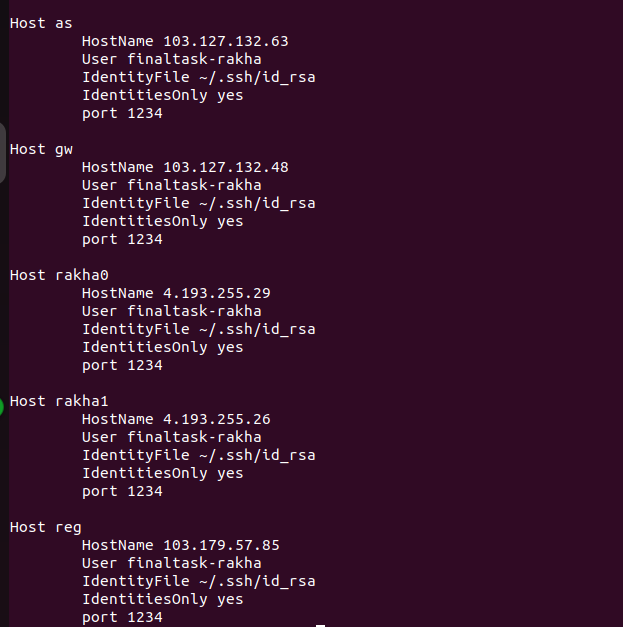 Host as
        HostName 103.127.132.63
        User finaltask-rakha
        IdentityFile ~/.ssh/id_rsa
        IdentitiesOnly yes
        port 1234

Host gw
        HostName 103.127.132.48
        User finaltask-rakha
        IdentityFile ~/.ssh/id_rsa
        IdentitiesOnly yes
        port 1234

Host rakha0
        HostName 4.193.255.29
        User finaltask-rakha
        IdentityFile ~/.ssh/id_rsa
        IdentitiesOnly yes
        port 1234

Host rakha1
        HostName 4.193.255.26
        User finaltask-rakha
        IdentityFile ~/.ssh/id_rsa
        IdentitiesOnly yes
        port 1234

Host reg
        HostName 103.179.57.85
        User finaltask-rakha
        IdentityFile ~/.ssh/id_rsa
        IdentitiesOnly yes
        port 1234